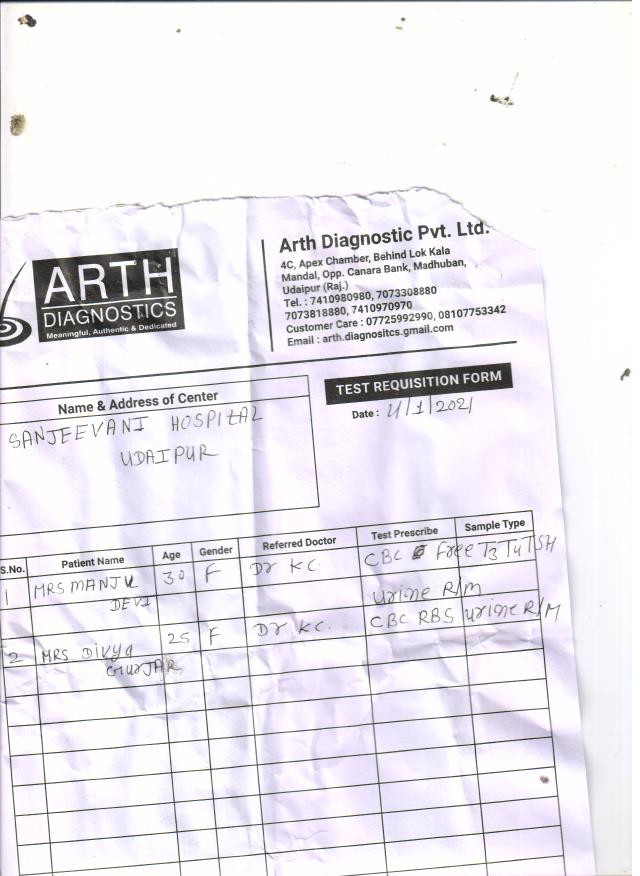 ARTH
DIAGNOSTICS
Meaningful, Authentic & Dedicated
Arth Diagnostic Pvt. Ltd.
4C, Apex Chamber, Behind Lok Kala
Mandal, Opp. Canara Bank, Madhuban,
Udaipur (Raj.)
Tel. : 7410980980, 7073308880
7073818880, 7410970970
Customer Care : 07725992990, 08107753342
Email : arth.diagnositcs.gmail.com
TEST REQUISITION FORM
Date : 4/1/2021
Name & Address of Center
SANJEEVANI HOSPITAL
UDAIPUR
S.No. Patient Name Age Gender Referred Doctor Test Prescribe Sample Type
1 MRS MANJU 30 F Dr KC. CBC Free T3 T4 TSH
DEVI urine R/M
2 MRS Divya 25 F Dr KC. CBC RBS urine R/M
GurJAR